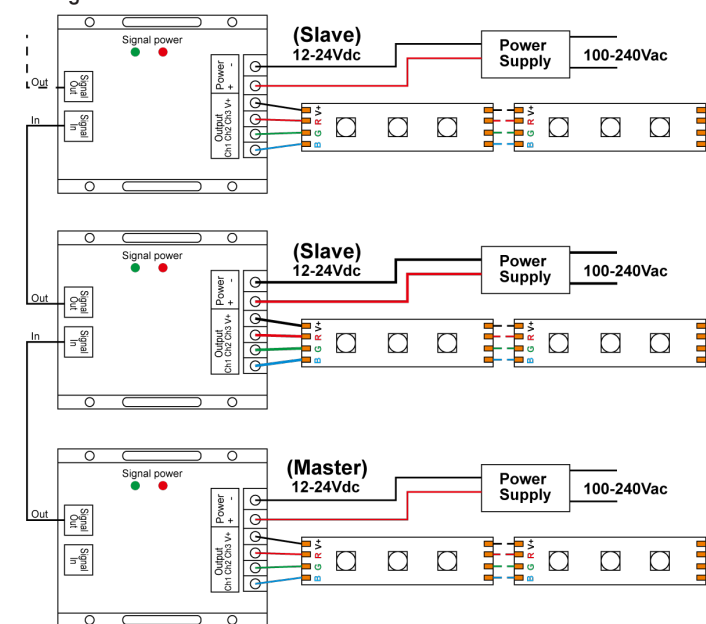 Signal power
(Slave)
12-24Vdc
Power
Supply
100-240Vac
Out
Signal
Out
In
Signal
In
Power
- +
Output
Ch1 Ch2 Ch3 V+
V+
R
G
B
V+
R
G
B
Signal power
(Slave)
12-24Vdc
Power
Supply
100-240Vac
Out
Signal
Out
In
Signal
In
Power
- +
Output
Ch1 Ch2 Ch3 V+
V+
R
G
B
V+
R
G
B
Signal power
(Master)
12-24Vdc
Power
Supply
100-240Vac
Out
Signal
Out
Signal
In
Power
- +
Output
Ch1 Ch2 Ch3 V+
V+
R
G
B
V+
R
G
B